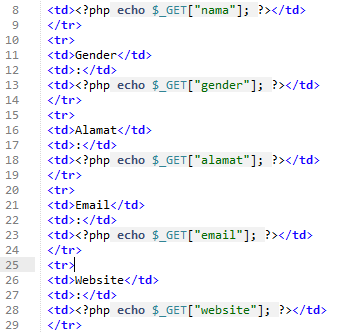 8 <td><?php echo $_GET["nama"]; ?></td>
9 </tr>
10 <tr>
11 <td>Gender</td>
12 <td>:</td>
13 <td><?php echo $_GET["gender"]; ?></td>
14 </tr>
15 <tr>
16 <td>Alamat</td>
17 <td>:</td>
18 <td><?php echo $_GET["alamat"]; ?></td>
19 </tr>
20 <tr>
21 <td>Email</td>
22 <td>:</td>
23 <td><?php echo $_GET["email"]; ?></td>
24 </tr>
25 <tr>
26 <td>Website</td>
27 <td>:</td>
28 <td><?php echo $_GET["website"]; ?></td>
29 </tr>